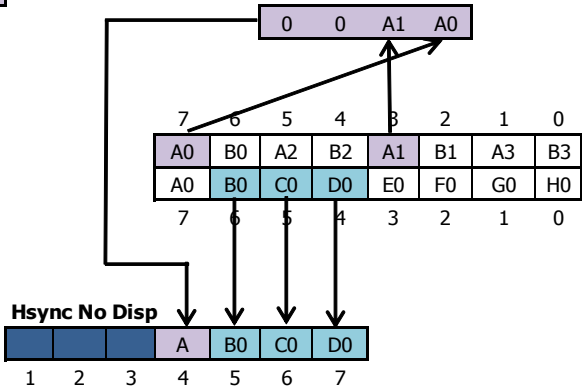 0 0 A1 A0
7 6 5 4 3 2 1 0
A0 B0 A2 B2 A1 B1 A3 B3
A0 B0 C0 D0 E0 F0 G0 H0
7 6 5 4 3 2 1 0
Hsync No Disp
A B0 C0 D0
1 2 3 4 5 6 7